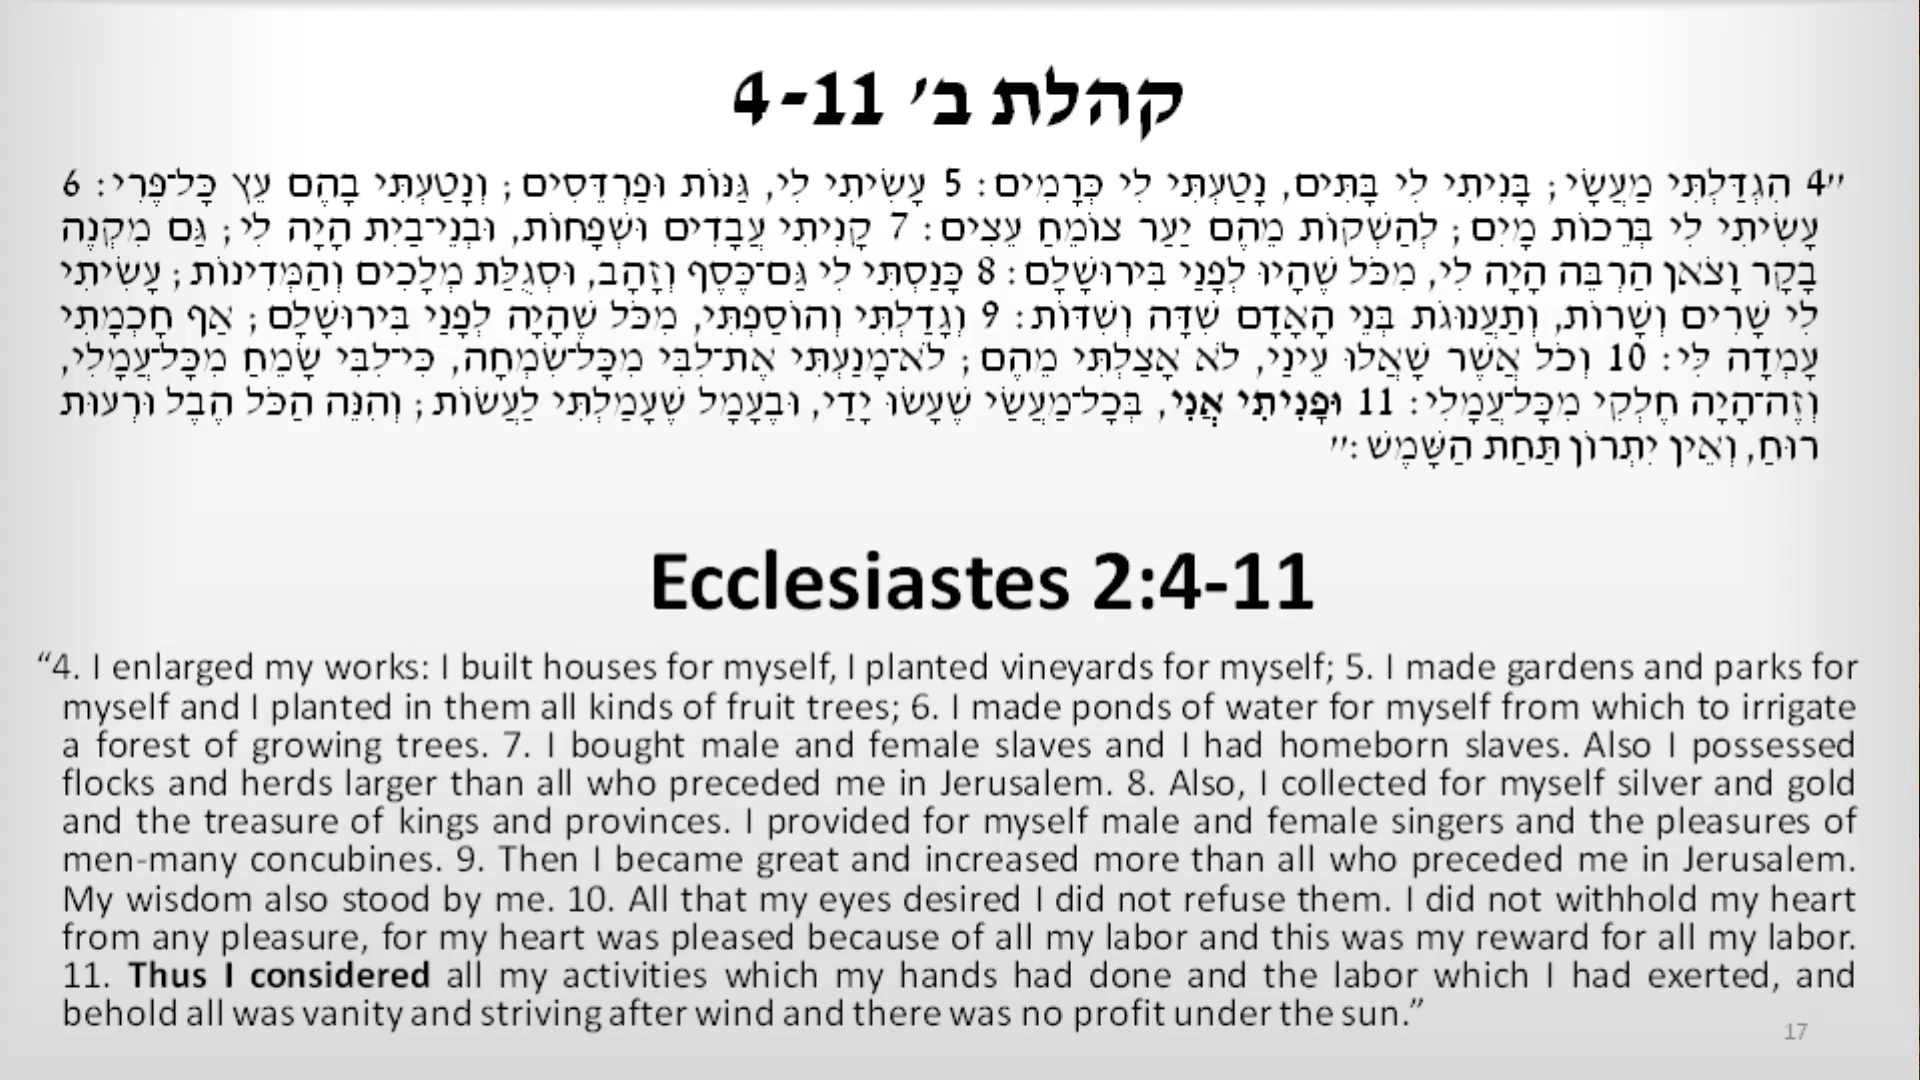 קהלת ב׳ 4-11
״4 הִגְדַּלְתִּי מַעֲשָׂי; בָּנִיתִי לִי בָּתִּים, נָטַעְתִּי לִי כְּרָמִים: 5 עָשִׂיתִי לִי, גַּנּוֹת וּפַרְדֵּסִים; וְנָטַעְתִּי בָהֶם עֵץ כָּל־פֶּרִי: 6
עָשִׂיתִי לִי בְּרֵכוֹת מָיִם; לְהַשְׁקוֹת מֵהֶם יַעַר צוֹמֵחַ עֵצִים: 7 קָנִיתִי עֲבָדִים וּשְׁפָחוֹת, וּבְנֵי־בַיִת הָיָה לִי; גַּם מִקְנֶה
בָקָר וָצֹאן הַרְבֵּה הָיָה לִי, מִכֹּל שֶׁהָיוּ לְפָנַי בִּירוּשָׁלִָם: 8 כָּנַסְתִּי לִי גַּם־כֶּסֶף וְזָהָב, וּסְגֻלַּת מְלָכִים וְהַמְּדִינוֹת; עָשִׂיתִי
לִי שָׁרִים וְשָׁרוֹת, וְתַעֲנוּגֹת בְּנֵי הָאָדָם שִׁדָּה וְשִׁדּוֹת: 9 וְגָדַלְתִּי וְהוֹסַפְתִּי, מִכֹּל שֶׁהָיָה לְפָנַי בִּירוּשָׁלִָם; אַף חָכְמָתִי
עָמְדָה לִּי: 10 וְכֹל אֲשֶׁר שָׁאֲלוּ עֵינַי, לֹא אָצַלְתִּי מֵהֶם; לֹא־מָנַעְתִּי אֶת־לִבִּי מִכָּל־שִׂמְחָה, כִּי־לִבִּי שָׂמֵחַ מִכָּל־עֲמָלִי,
וְזֶה־הָיָה חֶלְקִי מִכָּל־עֲמָלִי: 11 וּפָנִיתִי אֲנִי, בְּכָל־מַעֲשַׂי שֶׁעָשׂוּ יָדַי, וּבֶעָמָל שֶׁעָמַלְתִּי לַעֲשׂוֹת; וְהִנֵּה הַכֹּל הֶבֶל וּרְעוּת
רוּחַ, וְאֵין יִתְרוֹן תַּחַת הַשָּׁמֶשׁ:״
Ecclesiastes 2:4-11
“4. I enlarged my works: I built houses for myself, I planted vineyards for myself; 5. I made gardens and parks for
myself and I planted in them all kinds of fruit trees; 6. I made ponds of water for myself from which to irrigate
a forest of growing trees. 7. I bought male and female slaves and I had homeborn slaves. Also I possessed
flocks and herds larger than all who preceded me in Jerusalem. 8. Also, I collected for myself silver and gold
and the treasure of kings and provinces. I provided for myself male and female singers and the pleasures of
men-many concubines. 9. Then I became great and increased more than all who preceded me in Jerusalem.
My wisdom also stood by me. 10. All that my eyes desired I did not refuse them. I did not withhold my heart
from any pleasure, for my heart was pleased because of all my labor and this was my reward for all my labor.
11. Thus I considered all my activities which my hands had done and the labor which I had exerted, and
behold all was vanity and striving after wind and there was no profit under the sun.”
17